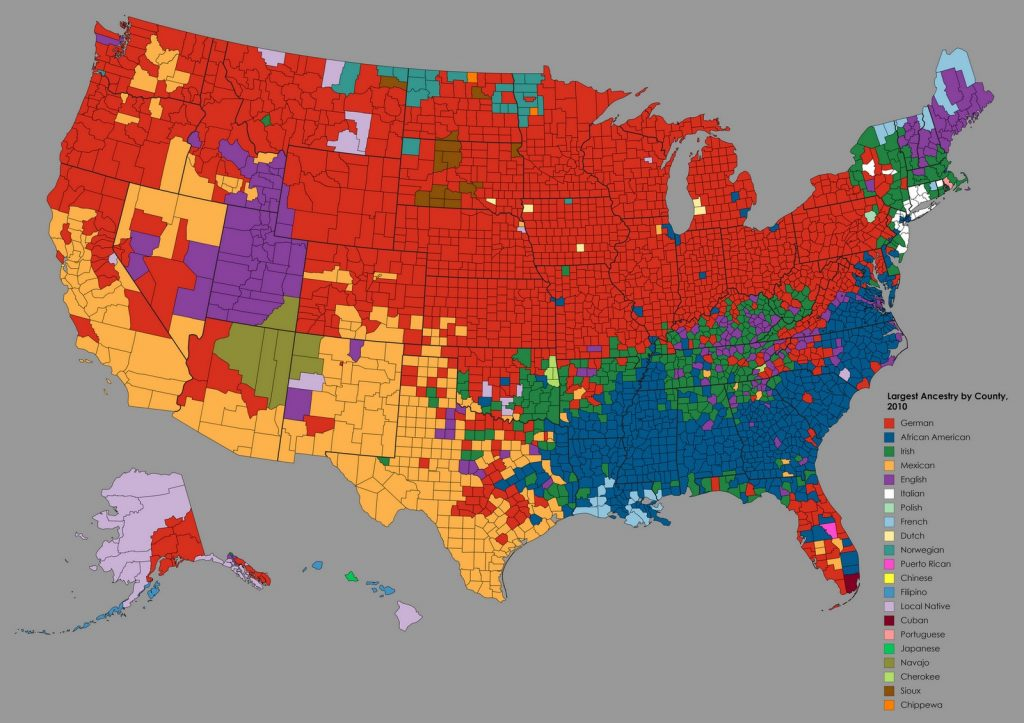 Largest Ancestry by County,
2010
German
African American
Irish
Mexican
English
Italian
Polish
French
Dutch
Norwegian
Puerto Rican
Chinese
Filipino
Local Native
Cuban
Portuguese
Japanese
Navajo
Cherokee
Sioux
Chippewa